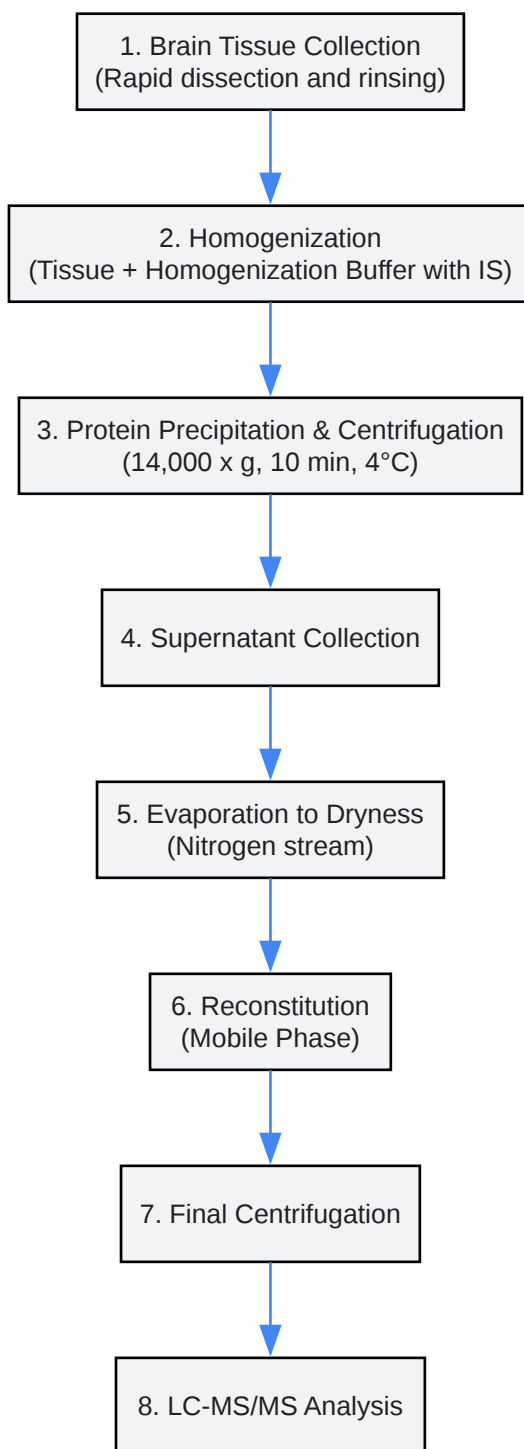 1. Brain Tissue Collection
(Rapid dissection and rinsing)
2. Homogenization
(Tissue + Homogenization Buffer with IS)
3. Protein Precipitation & Centrifugation
(14,000 x g, 10 min, 4°C)
4. Supernatant Collection
5. Evaporation to Dryness
(Nitrogen stream)
6. Reconstitution
(Mobile Phase)
7. Final Centrifugation
8. LC-MS/MS Analysis